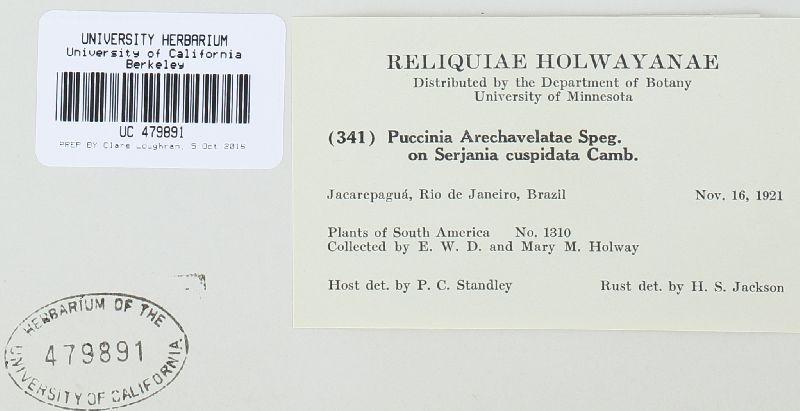 UNIVERSITY HERBARIUM
University of California
Berkeley
UC 479891
PREP BY Clare Loughran, 5 Oct 2016
RELIQUIAE HOLWAYANAE
Distributed by the Department of Botany
University of Minnesota
(341) Puccinia Arechavelatae Speg.
on Serjania cuspidata Camb.
Jacarepaguá, Rio de Janeiro, Brazil Nov. 16, 1921
Plants of South America No. 1310
Collected by E. W. D. and Mary M. Holway
Host det. by P. C. Standley Rust det. by H. S. Jackson
HERBARIUM OF THE
479891
UNIVERSITY OF CALIFORNIA